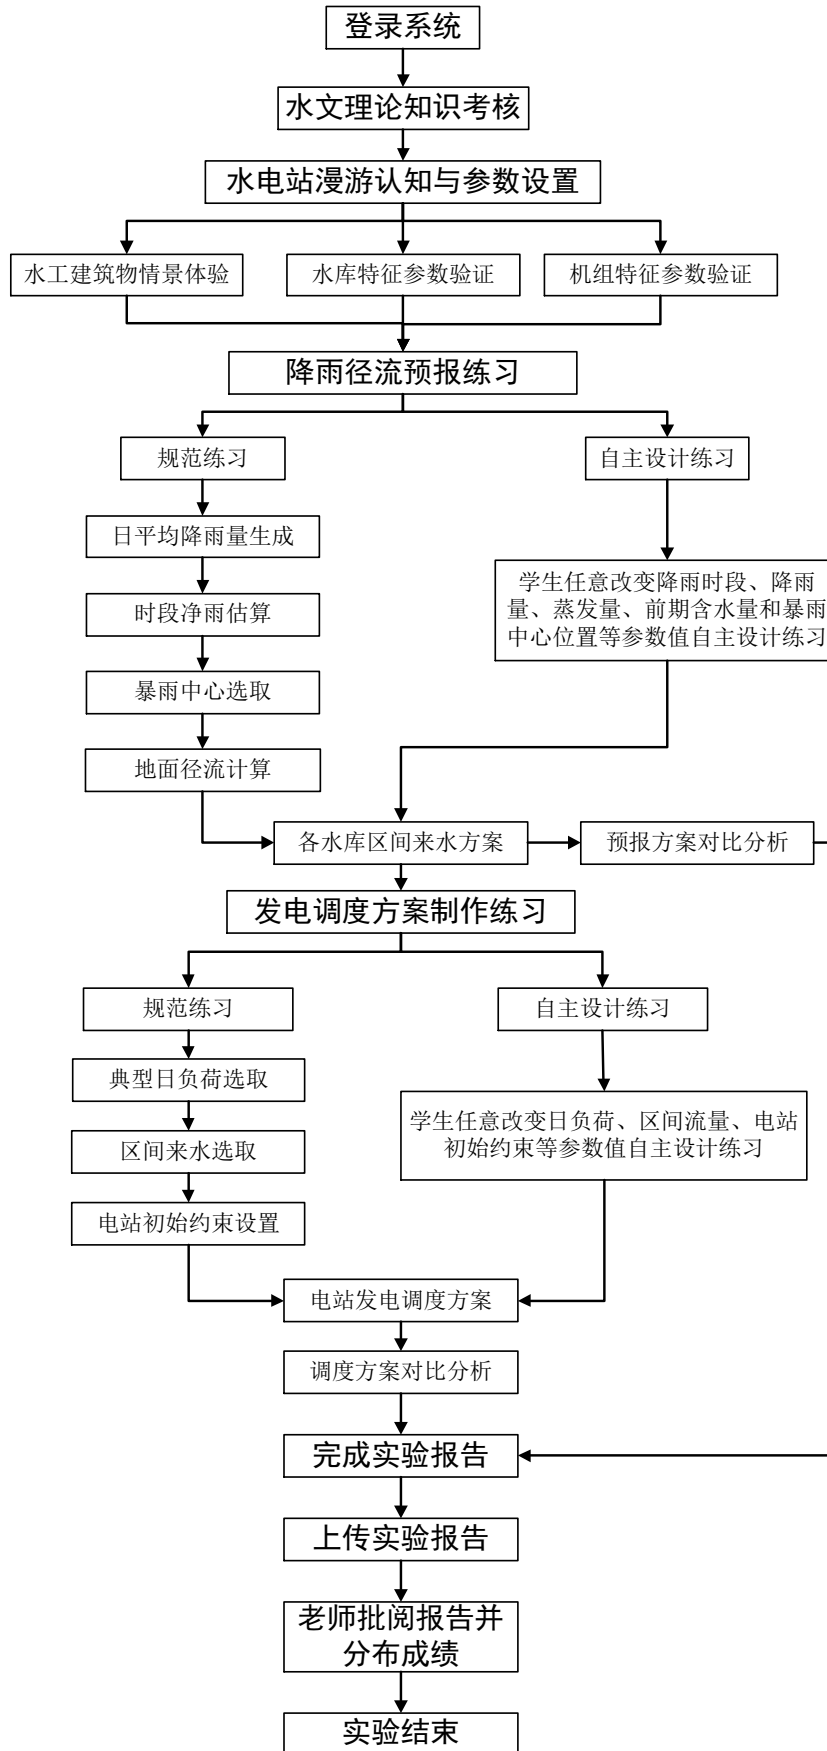 登录系统
水文理论知识考核
水电站漫游认知与参数设置
水工建筑物情景体验
水库特征参数验证
机组特征参数验证
降雨径流预报练习
规范练习
日平均降雨量生成
时段净雨估算
暴雨中心选取
地面径流计算
自主设计练习
学生任意改变降雨时段、降雨
量、蒸发量、前期含水量和暴雨
中心位置等参数值自主设计练习
各水库区间来水方案
预报方案对比分析
发电调度方案制作练习
规范练习
典型日负荷选取
区间来水选取
电站初始约束设置
自主设计练习
学生任意改变日负荷、区间流量、电站
初始约束等参数值自主设计练习
电站发电调度方案
调度方案对比分析
完成实验报告
上传实验报告
老师批阅报告并
分布成绩
实验结束